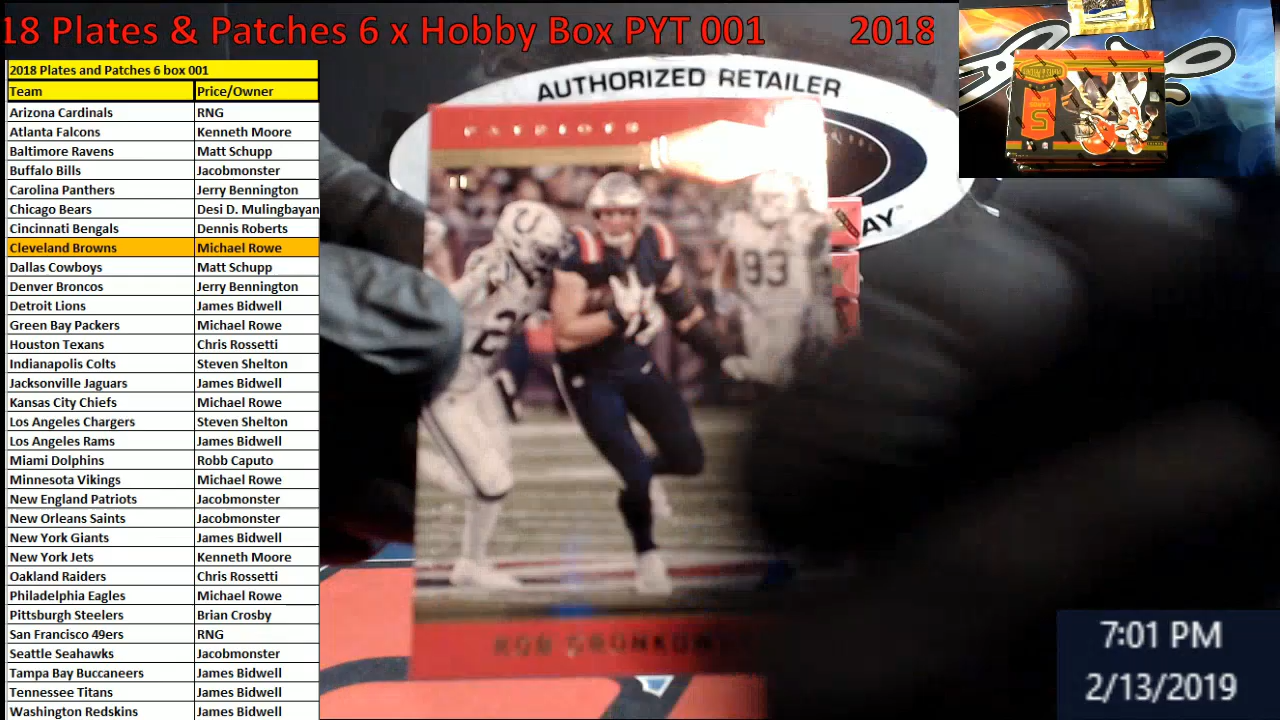 18 Plates & Patches 6 x Hobby Box PYT 001 2018
2018 Plates and Patches 6 box 001
Team Price/Owner
Arizona Cardinals RNG
Atlanta Falcons Kenneth Moore
Baltimore Ravens Matt Schupp
Buffalo Bills Jacobmonster
Carolina Panthers Jerry Bennington
Chicago Bears Desi D. Mulingbayan
Cincinnati Bengals Dennis Roberts
Cleveland Browns Michael Rowe
Dallas Cowboys Matt Schupp
Denver Broncos Jerry Bennington
Detroit Lions James Bidwell
Green Bay Packers Michael Rowe
Houston Texans Chris Rossetti
Indianapolis Colts Steven Shelton
Jacksonville Jaguars James Bidwell
Kansas City Chiefs Michael Rowe
Los Angeles Chargers Steven Shelton
Los Angeles Rams James Bidwell
Miami Dolphins Robb Caputo
Minnesota Vikings Michael Rowe
New England Patriots Jacobmonster
New Orleans Saints Jacobmonster
New York Giants James Bidwell
New York Jets Kenneth Moore
Oakland Raiders Chris Rossetti
Philadelphia Eagles Michael Rowe
Pittsburgh Steelers Brian Crosby
San Francisco 49ers RNG
Seattle Seahawks Jacobmonster
Tampa Bay Buccaneers James Bidwell
Tennessee Titans James Bidwell
Washington Redskins James Bidwell
AUTHORIZED RETAILER
PATRIOTS
93
2
AY
ROB GRONKOW
5
7:01 PM
2/13/2019